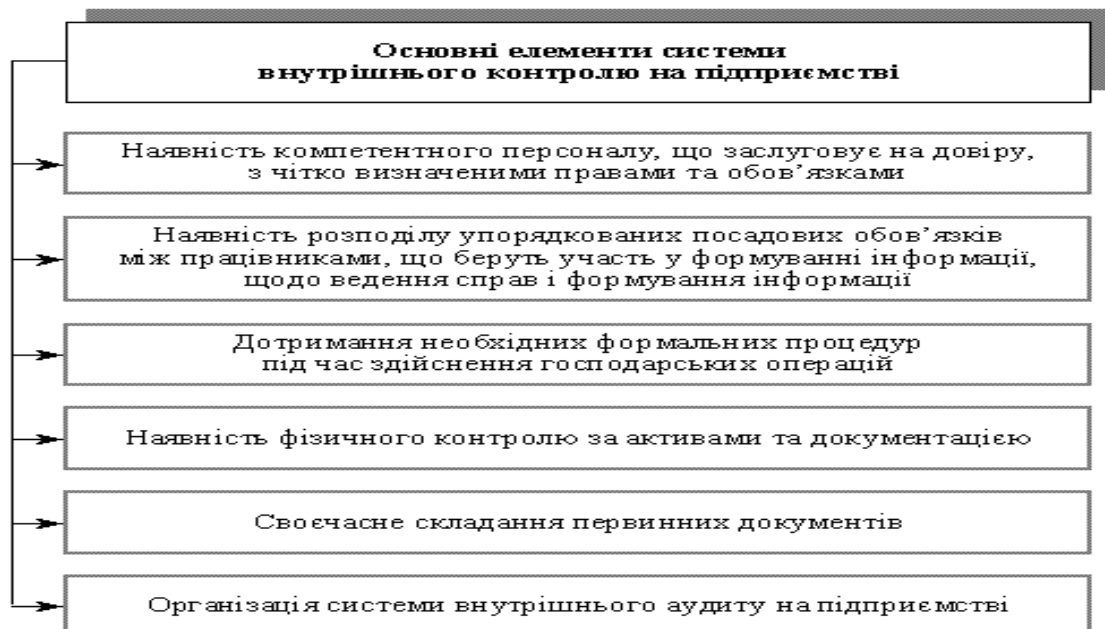 Основні елементи системи
внутрішнього контролю на підприємстві
Наявність компетентного персоналу, що заслуговує на довіру,
з чітко визначеними правами та обов’язками
Наявність розподілу упорядкованих посадових обов’язків
між працівниками, що беруть участь у формуванні інформації,
щодо ведення справ і формування інформації
Дотримання необхідних формальних процедур
під час здійснення господарських операцій
Наявність фізичного контролю за активами та документацією
Своєчасне складання первинних документів
Організація системи внутрішнього аудиту на підприємстві